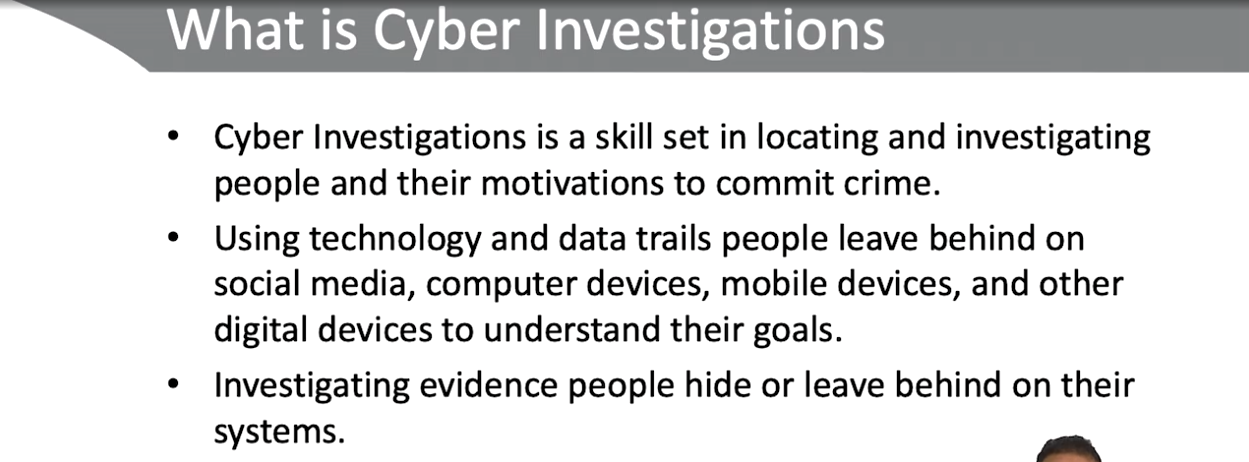 What is Cyber Investigations
• Cyber Investigations is a skill set in locating and investigating
people and their motivations to commit crime.
• Using technology and data trails people leave behind on
social media, computer devices, mobile devices, and other
digital devices to understand their goals.
• Investigating evidence people hide or leave behind on their
systems.